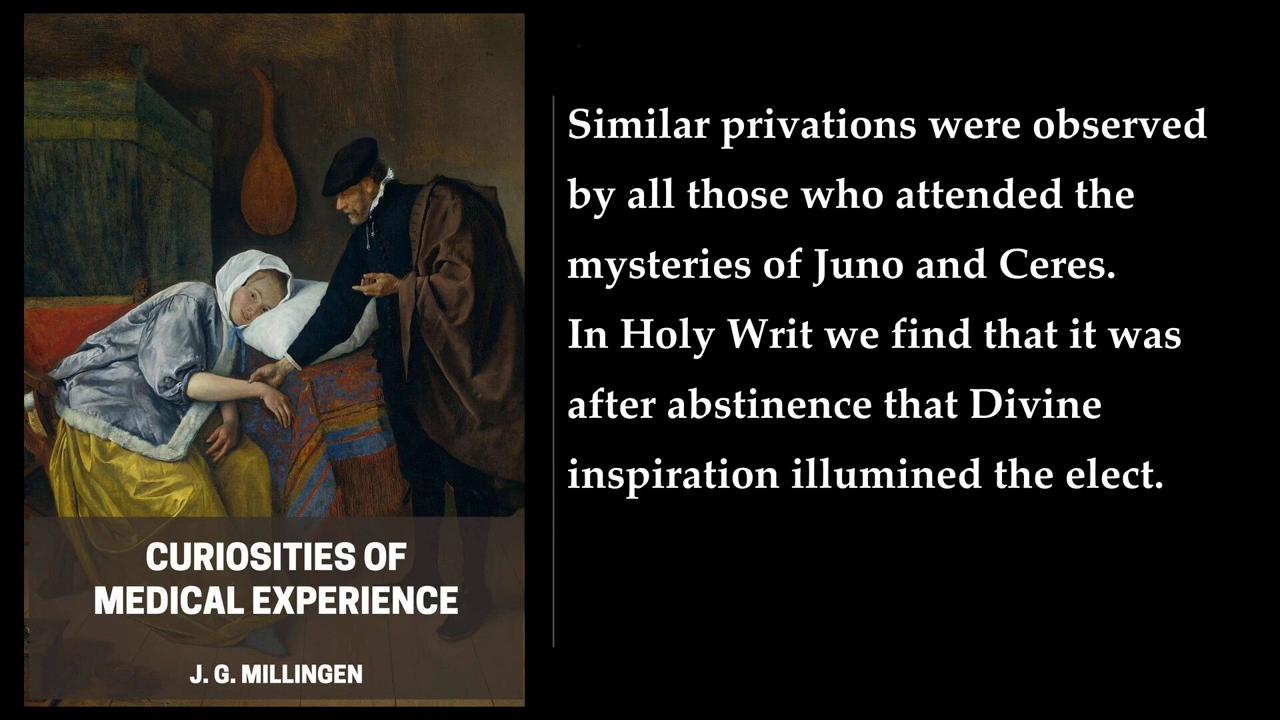 CURIOSITIES OF
MEDICAL EXPERIENCE
J. G. MILLINGEN
Similar privations were observed
by all those who attended the
mysteries of Juno and Ceres.
In Holy Writ we find that it was
after abstinence that Divine
inspiration illumined the elect.